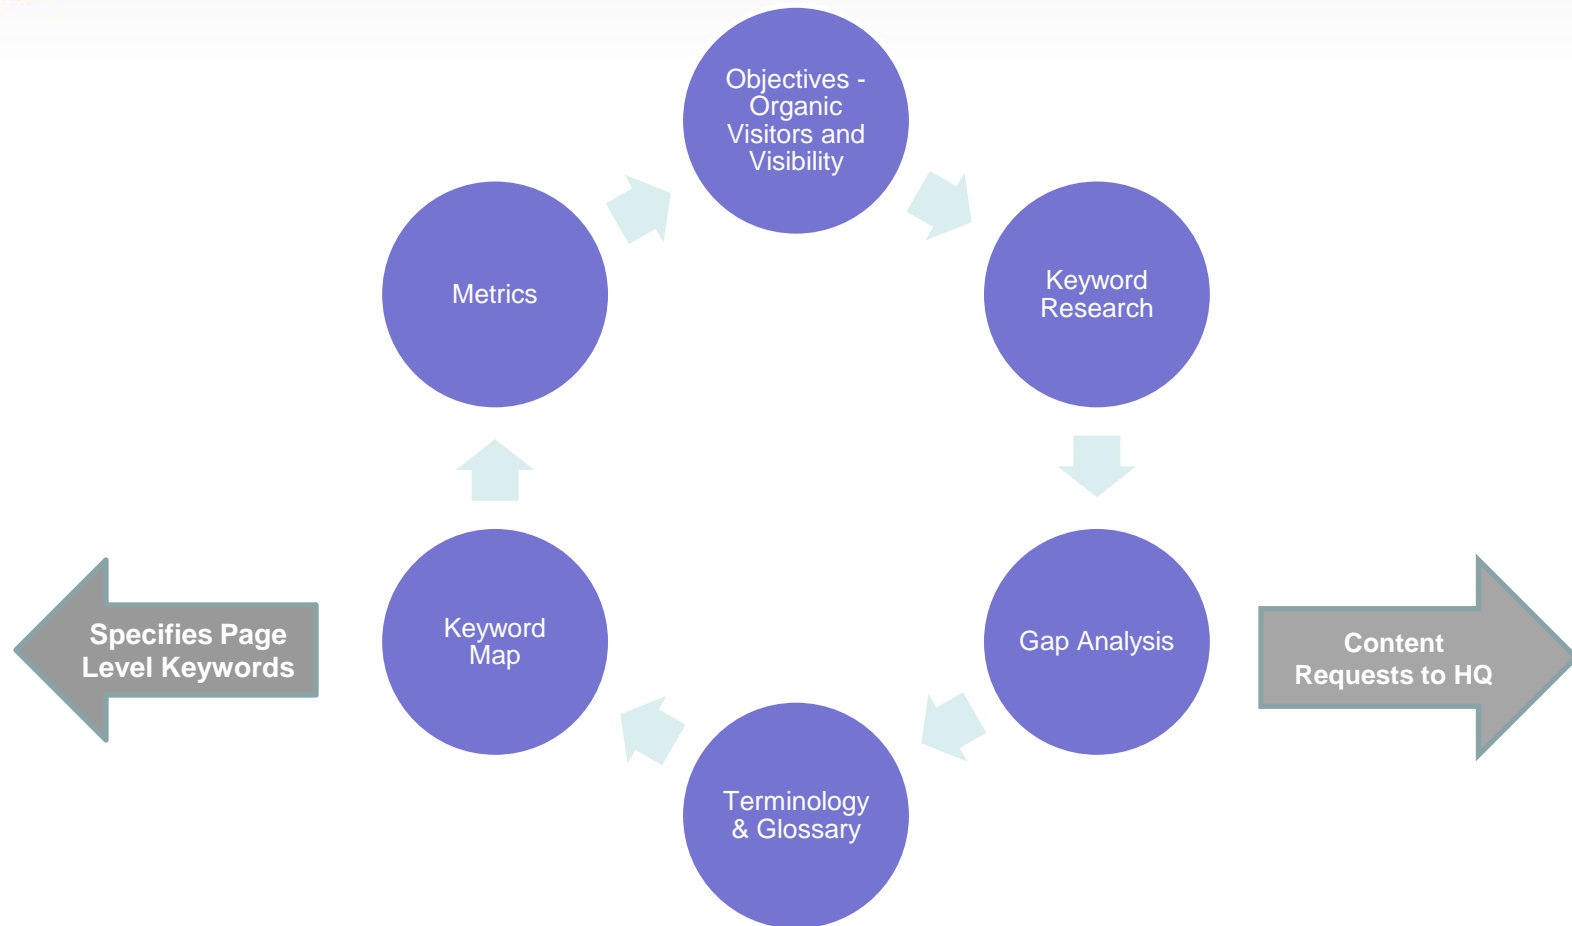 Objectives -
Organic
Visitors and
Visibility
Keyword
Research
Gap Analysis
Content
Requests to HQ
Terminology
& Glossary
Keyword
Map
Specifies Page
Level Keywords
Metrics